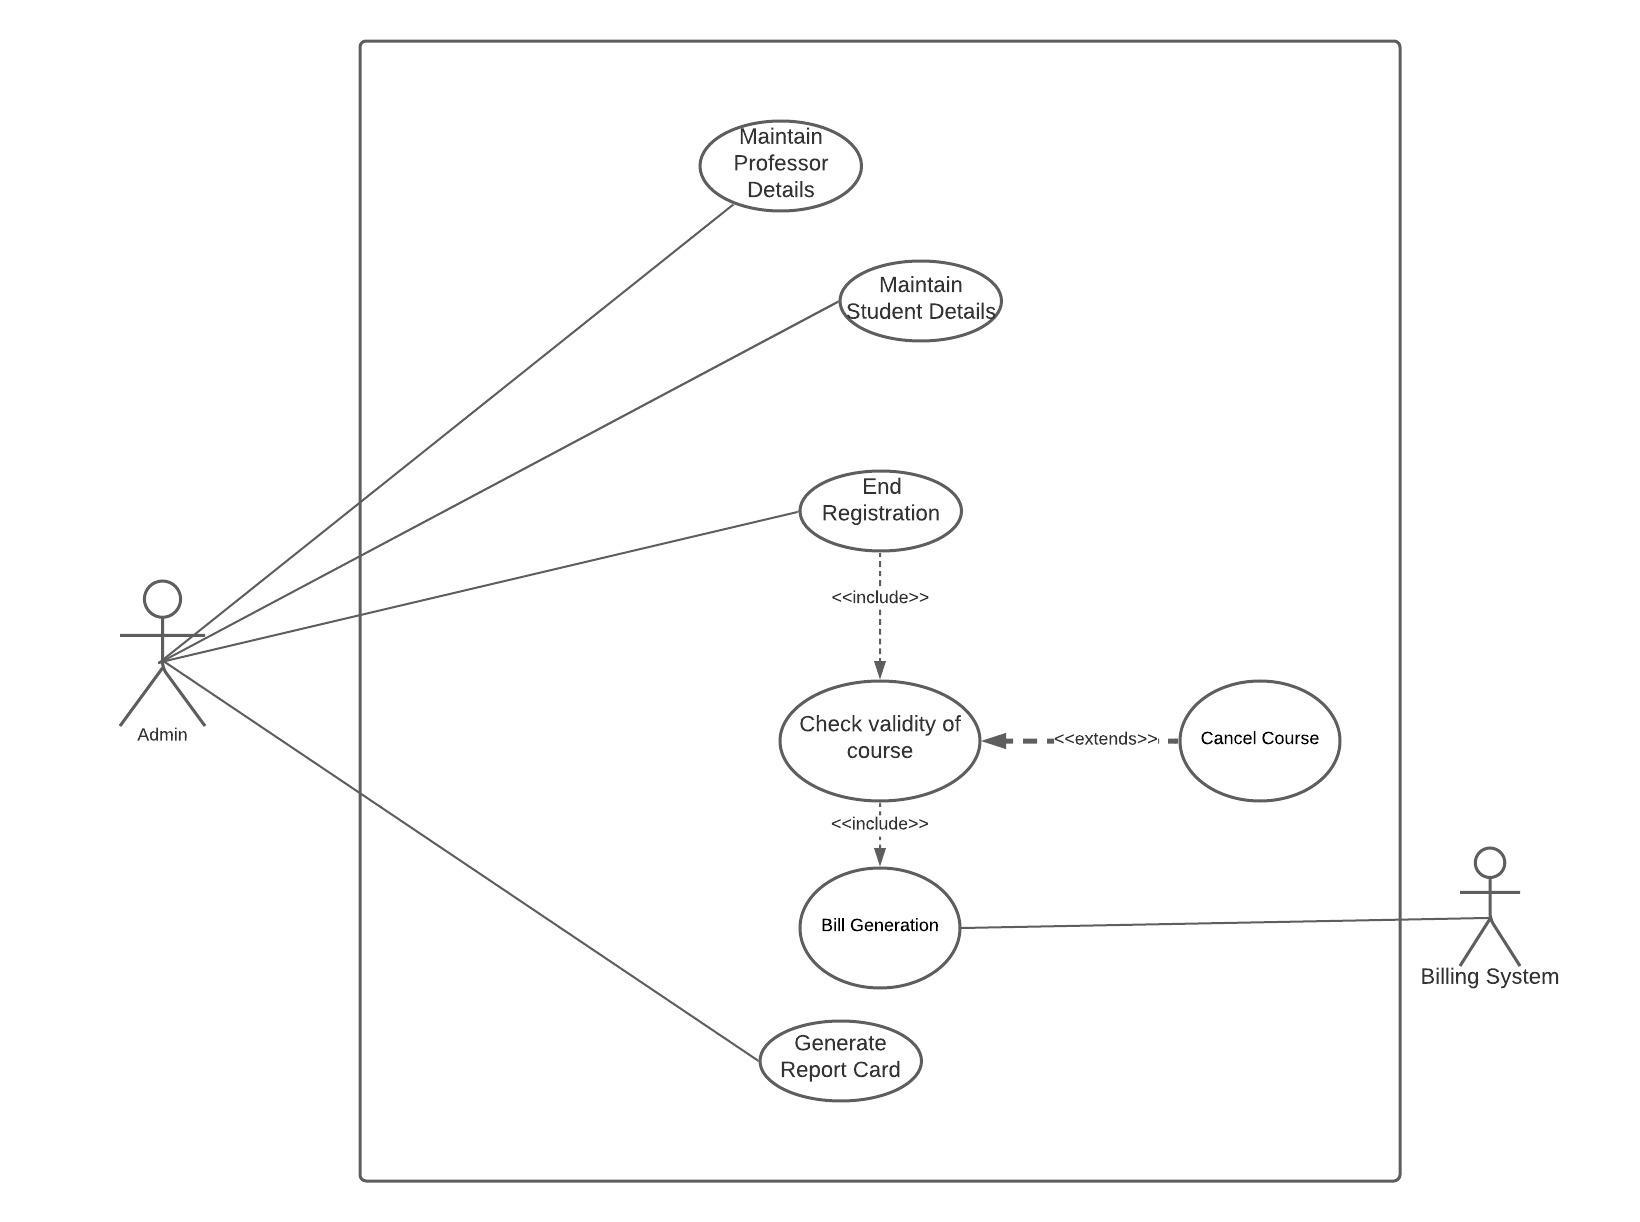 Maintain
Professor
Details
Maintain
Student Details
End
Registration
<<include>>
Admin
Check validity of
course
<<extends>>
Cancel Course
<<include>>
Bill Generation
Billing System
Generate
Report Card